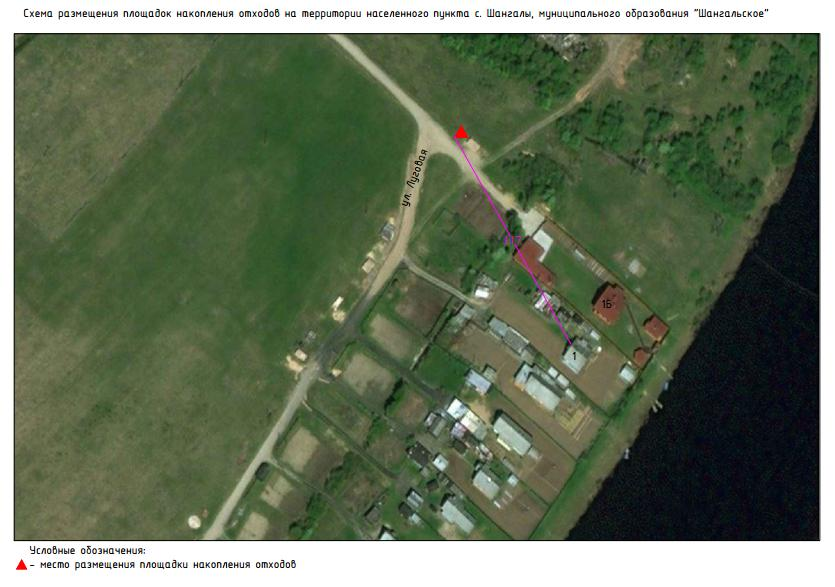 Схема размещения площадок накопления отходов на территории населенного пункта с. Шангалы, муниципального образования "Шангальское"
ул. Луговая
1Б
1
Условные обозначения:
– место размещения площадки накопления отходов